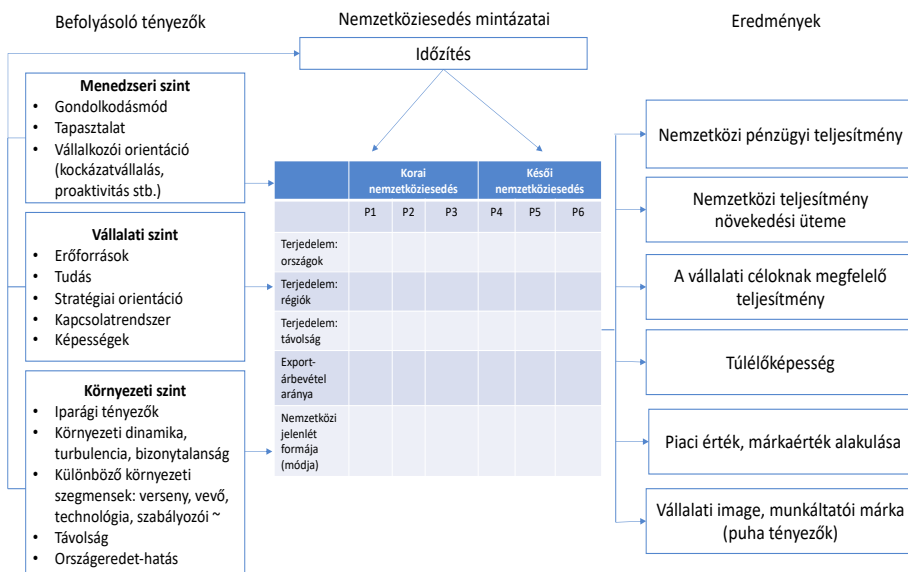 Befolyásoló tényezők
Menedzseri szint
• Gondolkodásmód
• Tapasztalat
• Vállalkozói orientáció
(kockázatvállalás,
proaktivitás stb.)
Vállalati szint
• Erőforrások
• Tudás
• Stratégiai orientáció
• Kapcsolatrendszer
• Képességek
Környezeti szint
• Iparági tényezők
• Környezeti dinamika,
turbulencia, bizonytalanság
• Különböző környezeti
szegmensek: verseny, vevő,
technológia, szabályozói ~
• Távolság
• Országeredet-hatás
Nemzetköziesedés mintázatai
Időzítés
Korai
nemzetköziesedés
Késői
nemzetköziesedés
P1 P2 P3 P4 P5 P6
Terjedelem:
országok
Terjedelem:
régiók
Terjedelem:
távolság
Export-
árbevétel
aránya
Nemzetközi
jelenlét
formája
(módja)
Eredmények
Nemzetközi pénzügyi teljesítmény
Nemzetközi teljesítmény
növekedési üteme
A vállalati céloknak megfelelő
teljesítmény
Túlélőképesség
Piaci érték, márkaérték alakulása
Vállalati image, munkáltatói márka
(puha tényezők)